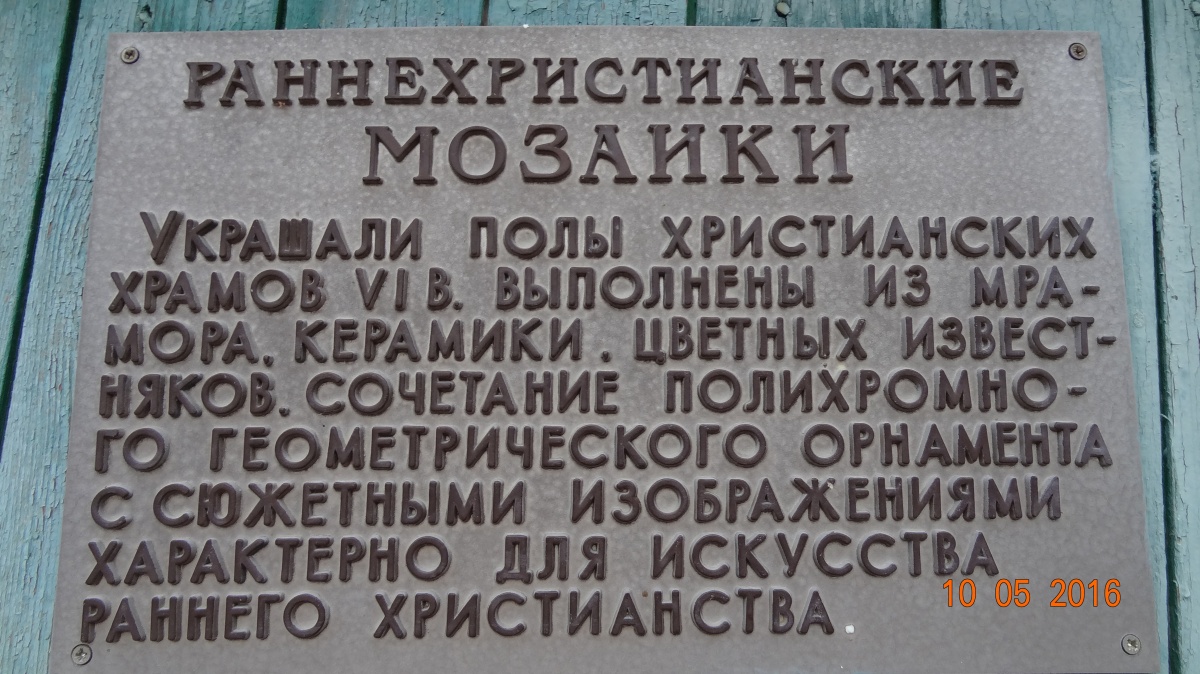 РАННЕХРИСТИАНСКИЕ
МОЗАИКИ
УКРАШАЛИ ПОЛЫ ХРИСТИАНСКИХ
ХРАМОВ VI В. ВЫПОЛНЕНЫ ИЗ МРА-
МОРА, КЕРАМИКИ, ЦВЕТНЫХ ИЗВЕСТ-
НЯКОВ. СОЧЕТАНИЕ ПОЛИХРОМНО-
ГО ГЕОМЕТРИЧЕСКОГО ОРНАМЕНТА
С СЮЖЕТНЫМИ ИЗОБРАЖЕНИЯМИ
ХАРАКТЕРНО ДЛЯ ИСКУССТВА
РАННЕГО ХРИСТИАНСТВА.
10 05 2016